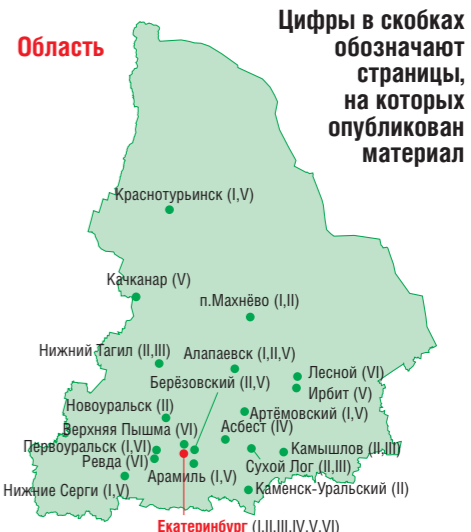 Область
Цифры в скобках
обозначают
страницы,
на которых
опубликован
материал
Краснотурьинск (I,V)
Качканар (V)
п.Махнёво (I,II)
Нижний Тагил (II,III)
Алапаевск (I,II,V)
Берёзовский (II,V)
Лесной (VI)
Ирбит (V)
Новоуральск (II)
Артёмовский (I,V)
Верхняя Пышма (VI)
Асбест (IV)
Первоуральск (I,VI)
Камышлов (II,III)
Ревда (VI)
Сухой Лог (II,III)
Арамиль (I,V)
Нижние Серги (I,V)
Каменск-Уральский (II)
Екатеринбург (I,II,III,IV,V,VI)